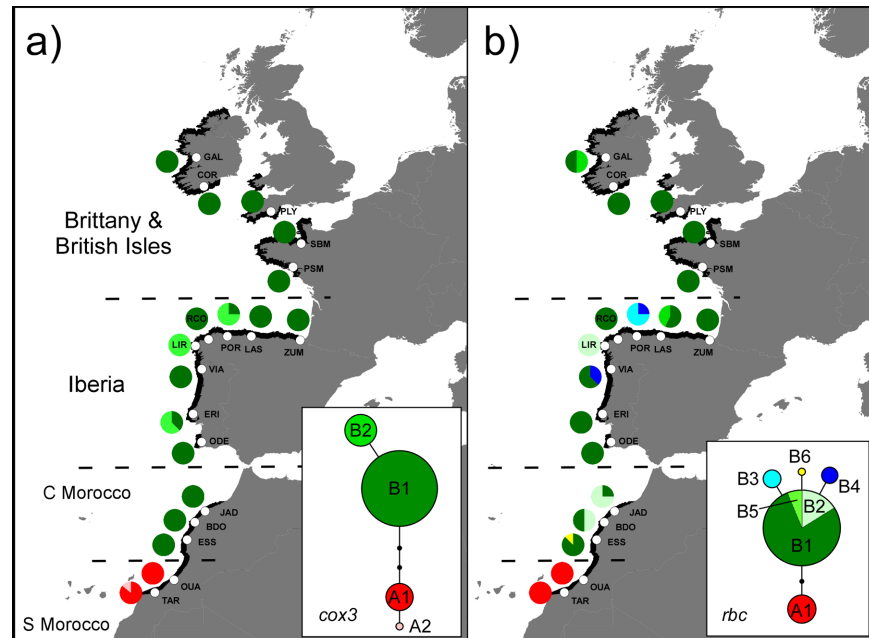 a)
GAL
COR
PLY
Brittany &
British Isles
SBM
PSM
RCO
LIR
POR
LAS
ZUM
VIA
Iberia
ERI
ODE
B2
B1
C Morocco
JAD
BDO
ESS
OUA
TAR
A1
A2
cox3
S Morocco
b)
GAL
COR
PLY
SBM
PSM
RCO
LIR
POR
LAS
ZUM
VIA
ERI
ODE
B6
B3
B4
B5
B2
B1
JAD
BDO
ESS
OUA
TAR
A1
rbc